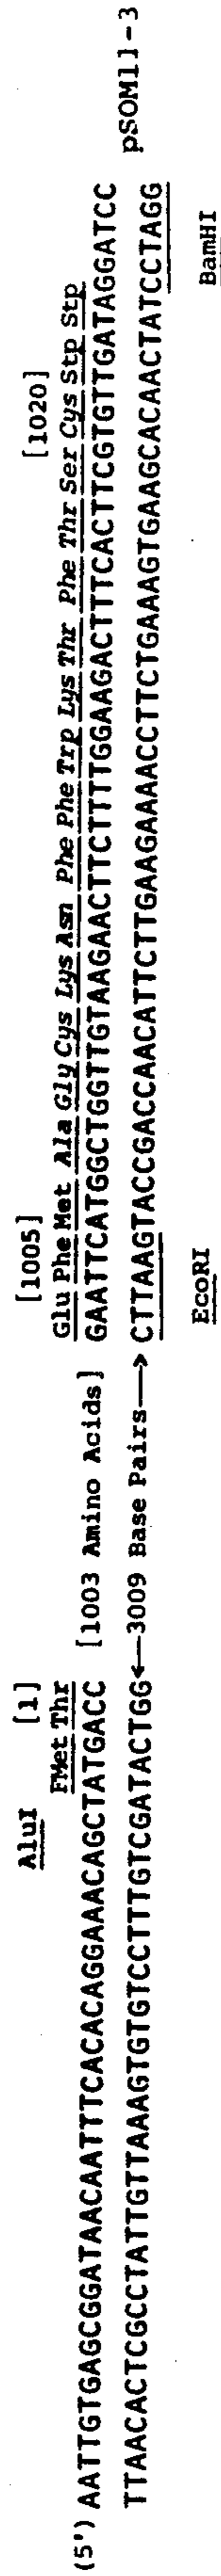 AluI [1] [1005] [1020]
FMet Thr Glu Phe Met Ala Gly Cys Lys Asn Phe Phe Trp Lys Thr Phe Thr Ser Cys Stp Stp
(5') AATTGTGAGCGGATAACAATTTCACACAGGAAACAGCTATGACC [1003 Amino Acids] GAATTCATGGCTGGTTGTAAGAACTTCTTTTGGAAGACTTTCACTTCGTGTTGATAGGATCC
pSOM11-3
TTAACACTCGCCTATTGTTAAAGTGTGTCCTTTGTCGATACTGG<—3009 Base Pairs—> CTTAAGTACCGACCAACATTCTTGAAGAAAACCTTCTGAAAGTGAAGCACAACTATCCTAGG
EcoRI BamHI